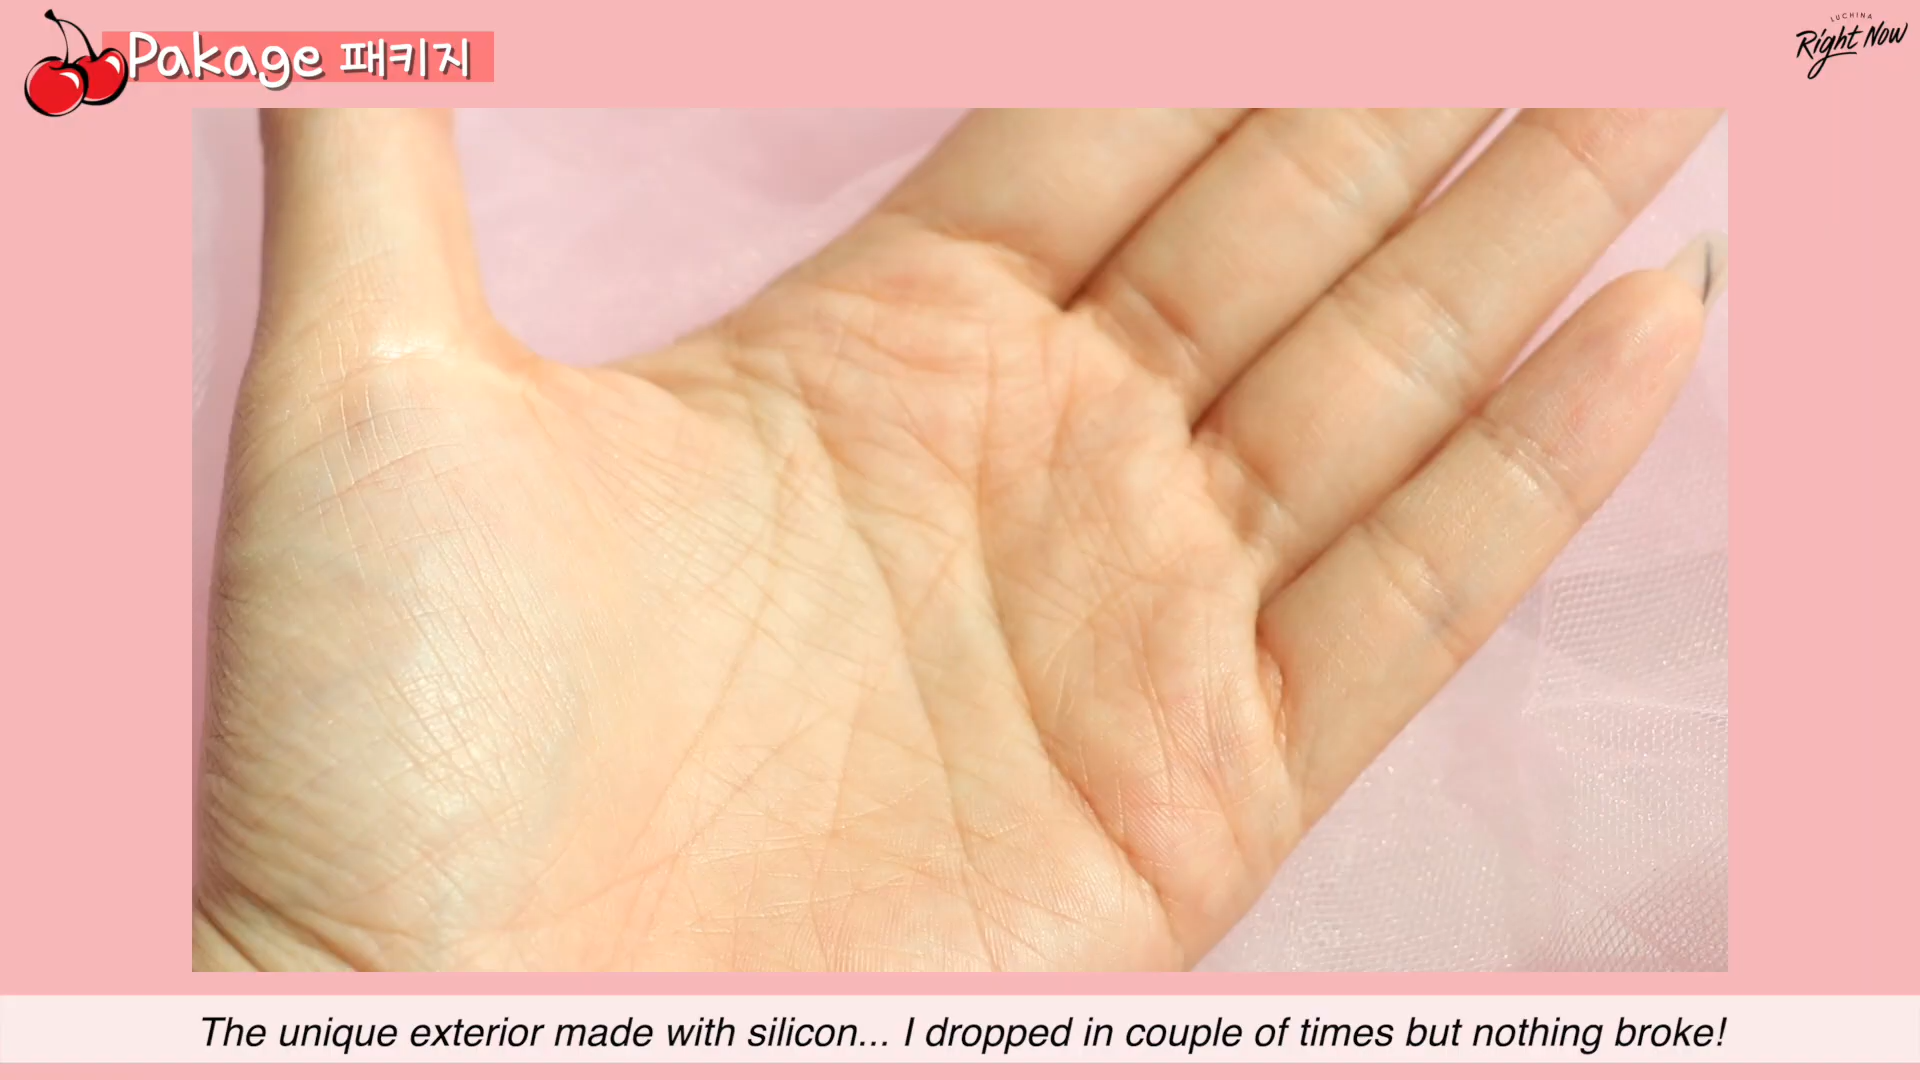 Pakage 패키지
LUCHINA
Right Now
The unique exterior made with silicon... I dropped in couple of times but nothing broke!